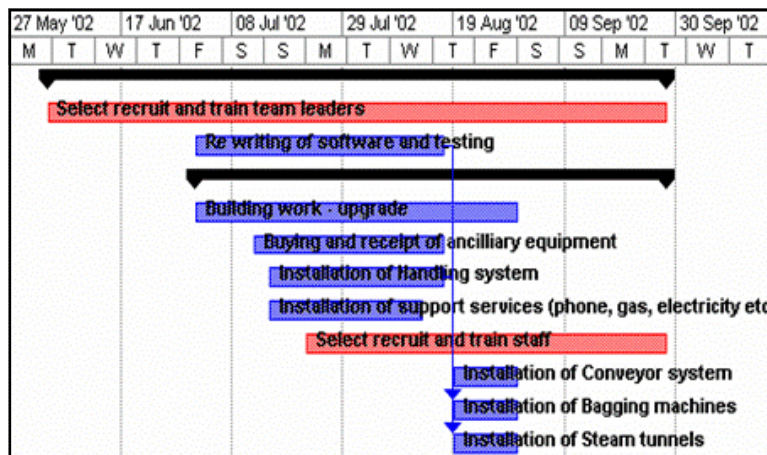 27 May '02 17 Jun '02 08 Jul '02 29 Jul '02 19 Aug '02 09 Sep '02 30 Sep '02
M T W T F S S M T W T F S S M T W T
Select recruit and train team leaders
Re writing of software and testing
Building work - upgrade
Buying and receipt of ancilliary equipment
Installation of Handling system
Installation of support services (phone, gas, electricity etc
Select recruit and train staff
Installation of Conveyor system
Installation of Bagging machines
Installation of Steam tunnels